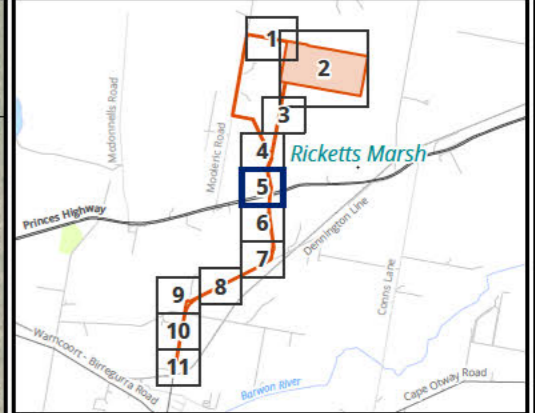 1
2
3
Mcdonnells Road
Mooleric Road
4
Ricketts Marsh
5
Princes Highway
6
Dennington Line
7
Conns Lane
8
9
10
Warncoort - Birregurra Road
11
Barwon River
Cape Otway Road